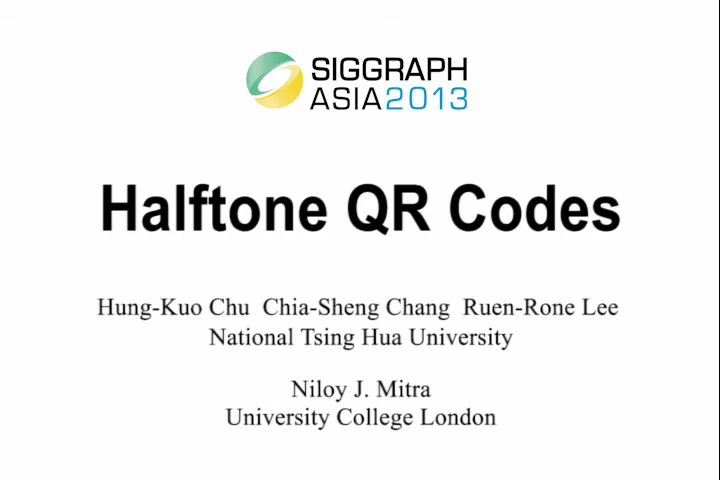 SIGGRAPH
ASIA2013
Halftone QR Codes
Hung-Kuo Chu Chia-Sheng Chang Ruen-Rone Lee
National Tsing Hua University
Niloy J. Mitra
University College London